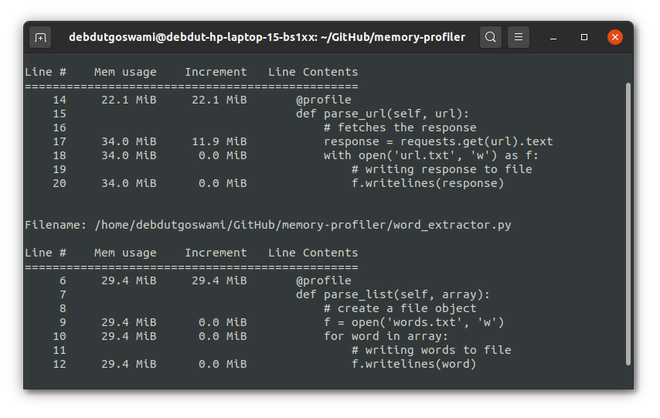 debdutgoswami@debdut-hp-laptop-15-bs1xx: ~/GitHub/memory-profiler
Line #    Mem usage    Increment   Line Contents
================================================
    14     22.1 MiB     22.1 MiB       @profile
    15                                 def parse_url(self, url):
    16                                     # fetches the response
    17     34.0 MiB     11.9 MiB           response = requests.get(url).text
    18     34.0 MiB      0.0 MiB           with open('url.txt', 'w') as f:
    19                                         # writing response to file
    20     34.0 MiB      0.0 MiB               f.writelines(response)
Filename: /home/debdutgoswami/GitHub/memory-profiler/word_extractor.py
Line #    Mem usage    Increment   Line Contents
================================================
     6     29.4 MiB     29.4 MiB       @profile
     7                                 def parse_list(self, array):
     8                                     # create a file object
     9     29.4 MiB      0.0 MiB           f = open('words.txt', 'w')
    10     29.4 MiB      0.0 MiB           for word in array:
    11                                         # writing words to file
    12     29.4 MiB      0.0 MiB               f.writelines(word)